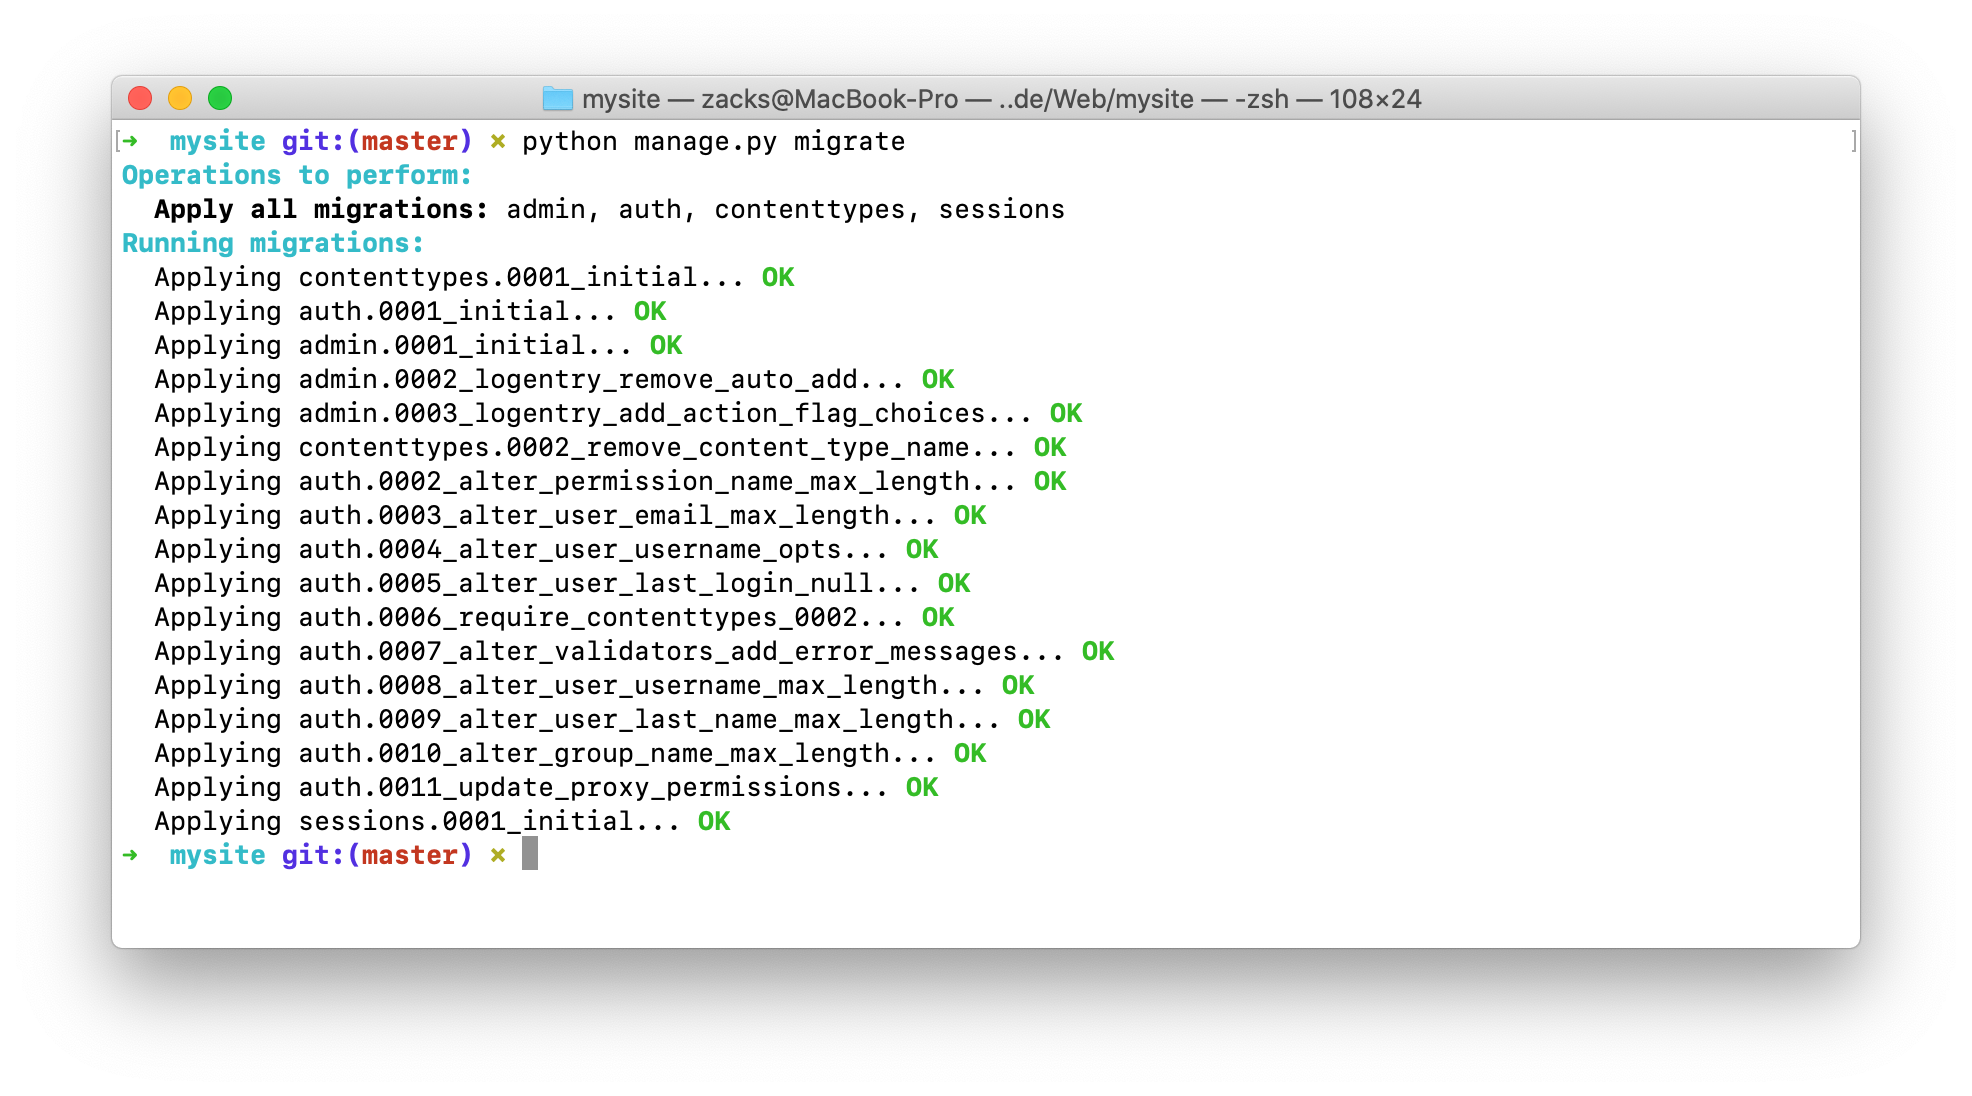 mysite — zacks@MacBook-Pro — ..de/Web/mysite — -zsh — 108×24
[➜  mysite git:(master) ✗ python manage.py migrate ]
Operations to perform:
  Apply all migrations: admin, auth, contenttypes, sessions
Running migrations:
  Applying contenttypes.0001_initial... OK
  Applying auth.0001_initial... OK
  Applying admin.0001_initial... OK
  Applying admin.0002_logentry_remove_auto_add... OK
  Applying admin.0003_logentry_add_action_flag_choices... OK
  Applying contenttypes.0002_remove_content_type_name... OK
  Applying auth.0002_alter_permission_name_max_length... OK
  Applying auth.0003_alter_user_email_max_length... OK
  Applying auth.0004_alter_user_username_opts... OK
  Applying auth.0005_alter_user_last_login_null... OK
  Applying auth.0006_require_contenttypes_0002... OK
  Applying auth.0007_alter_validators_add_error_messages... OK
  Applying auth.0008_alter_user_username_max_length... OK
  Applying auth.0009_alter_user_last_name_max_length... OK
  Applying auth.0010_alter_group_name_max_length... OK
  Applying auth.0011_update_proxy_permissions... OK
  Applying sessions.0001_initial... OK
➜  mysite git:(master) ✗